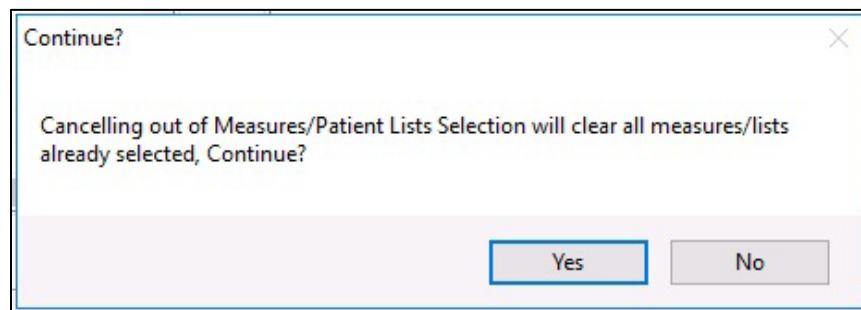 Continue?
Cancelling out of Measures/Patient Lists Selection will clear all measures/lists
already selected, Continue?
Yes
No